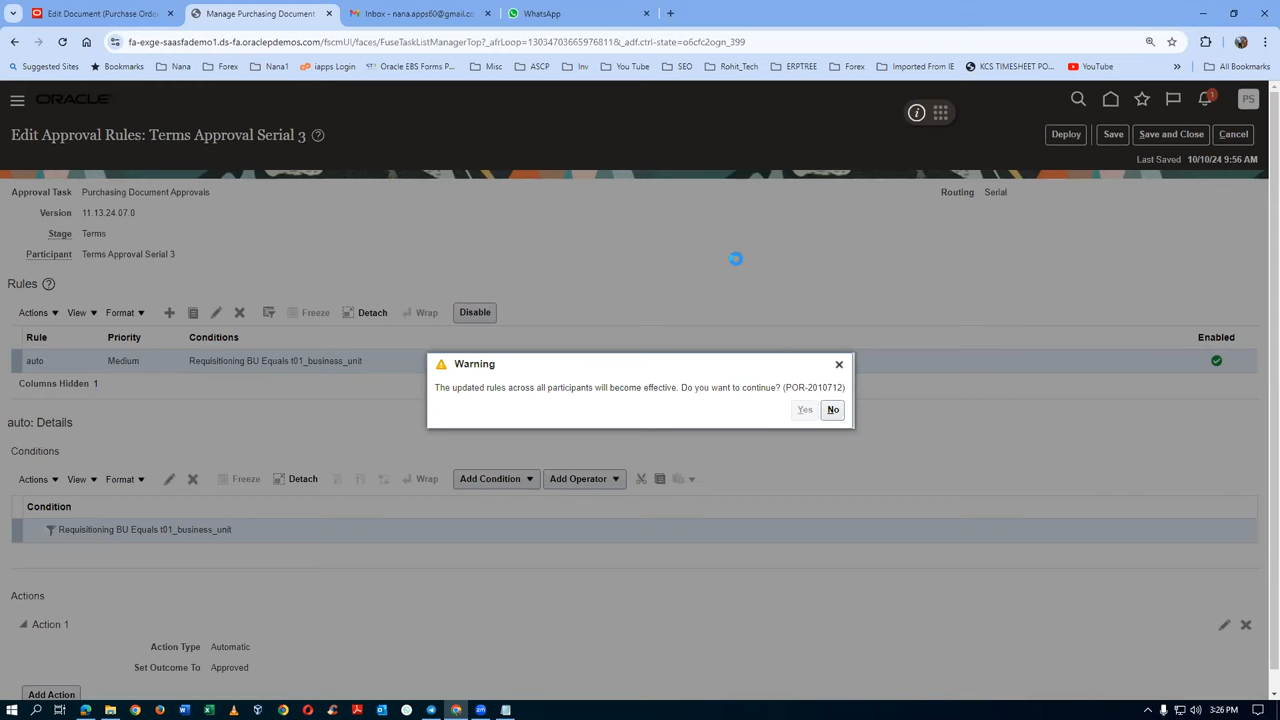 Edit Document (Purchase Order
Manage Purchasing Document
Inbox - nana.apps60@gmail.co
WhatsApp
fa-exge-saasfademo1.ds-fa.oraclepdemos.com/fscmUI/faces/FuseTaskListManagerTop?_afrLoop=13034703665976811&_adf.ctrl-state=o6cfc2ogn_399
Suggested Sites
Bookmarks
Nana
Forex
Nana1
iapps Login
Oracle EBS Forms P...
Misc
ASCP
Inv
You Tube
SEO
Rohit_Tech
ERPTREE
Forex
Imported From IE
KCS TIMESHEET PO...
YouTube
All Bookmarks
ORACLE
1
PS
Edit Approval Rules: Terms Approval Serial 3
Deploy
Save
Save and Close
Cancel
Last Saved 10/10/24 9:56 AM
Approval Task Purchasing Document Approvals
Routing Serial
Version 11.13.24.07.0
Stage Terms
Participant Terms Approval Serial 3
Rules
Actions View Format Freeze Detach Wrap Disable
Rule Priority Conditions Enabled
auto Medium Requisitioning BU Equals t01_business_unit
Columns Hidden 1
Warning
The updated rules across all participants will become effective. Do you want to continue? (POR-2010712)
Yes No
auto: Details
Conditions
Actions View Format Freeze Detach Wrap Add Condition Add Operator
Condition
Requisitioning BU Equals t01_business_unit
Actions
Action 1
Action Type Automatic
Set Outcome To Approved
Add Action
3:26 PM